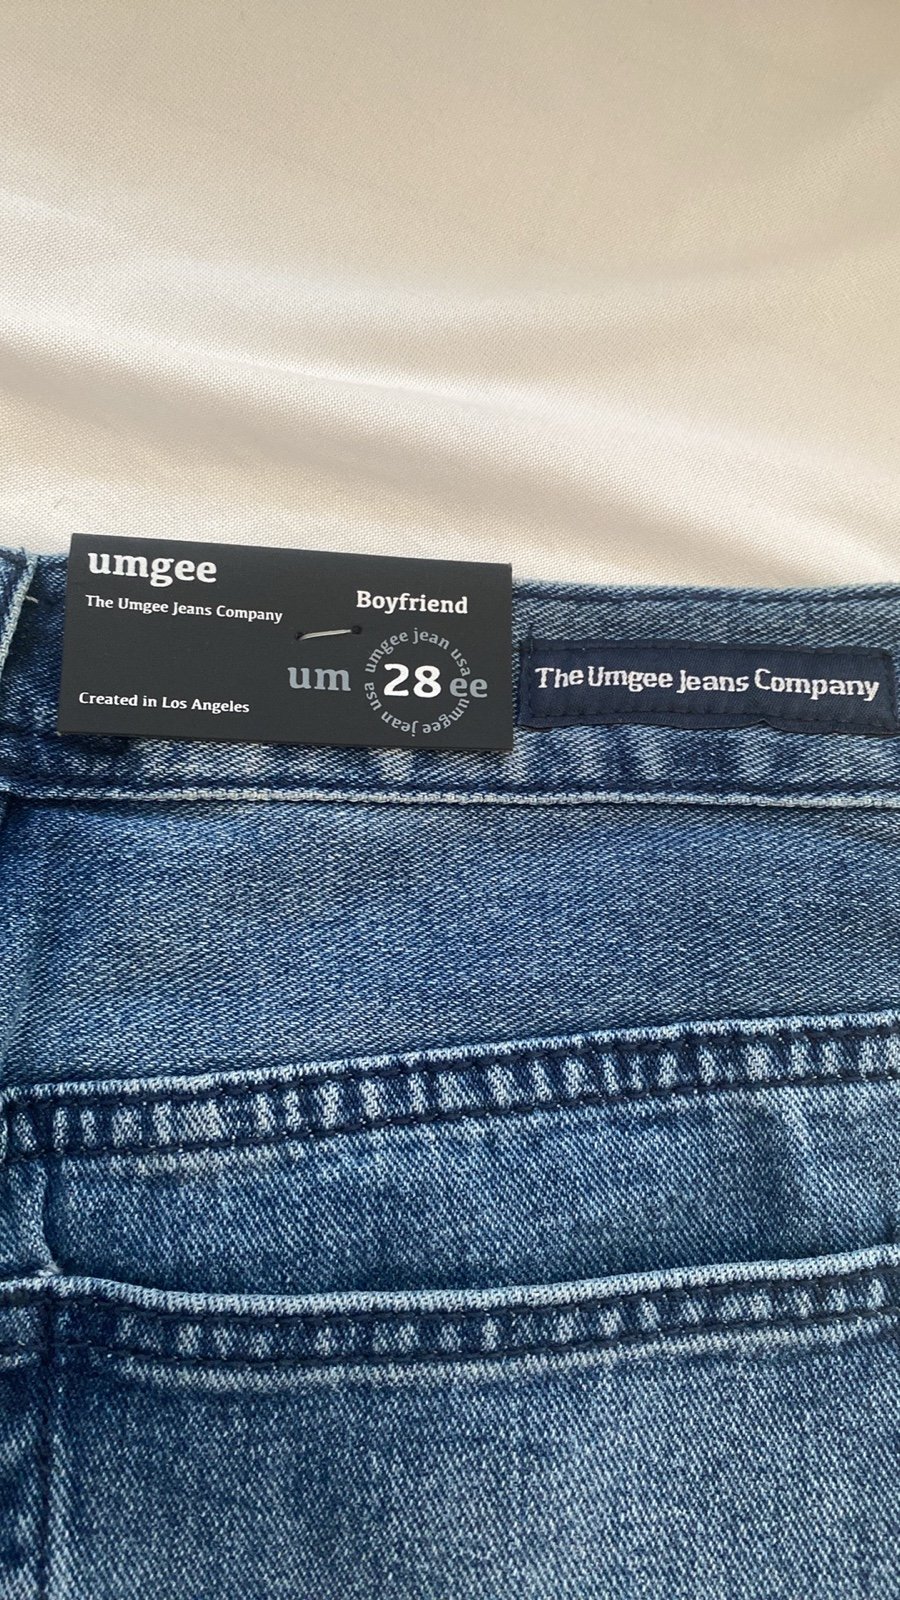 umgee
The Umgee Jeans Company
Boyfriend
umgee jean usa umgee jean usa
um 28 ee
Created in Los Angeles
The Umgee Jeans Company